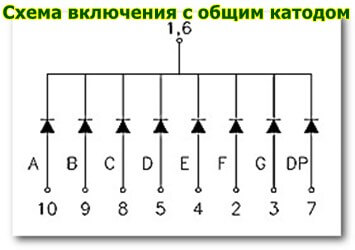 Схема включения с общим катодом
1,6
A B C D E F G DP
10 9 8 5 4 2 3 7